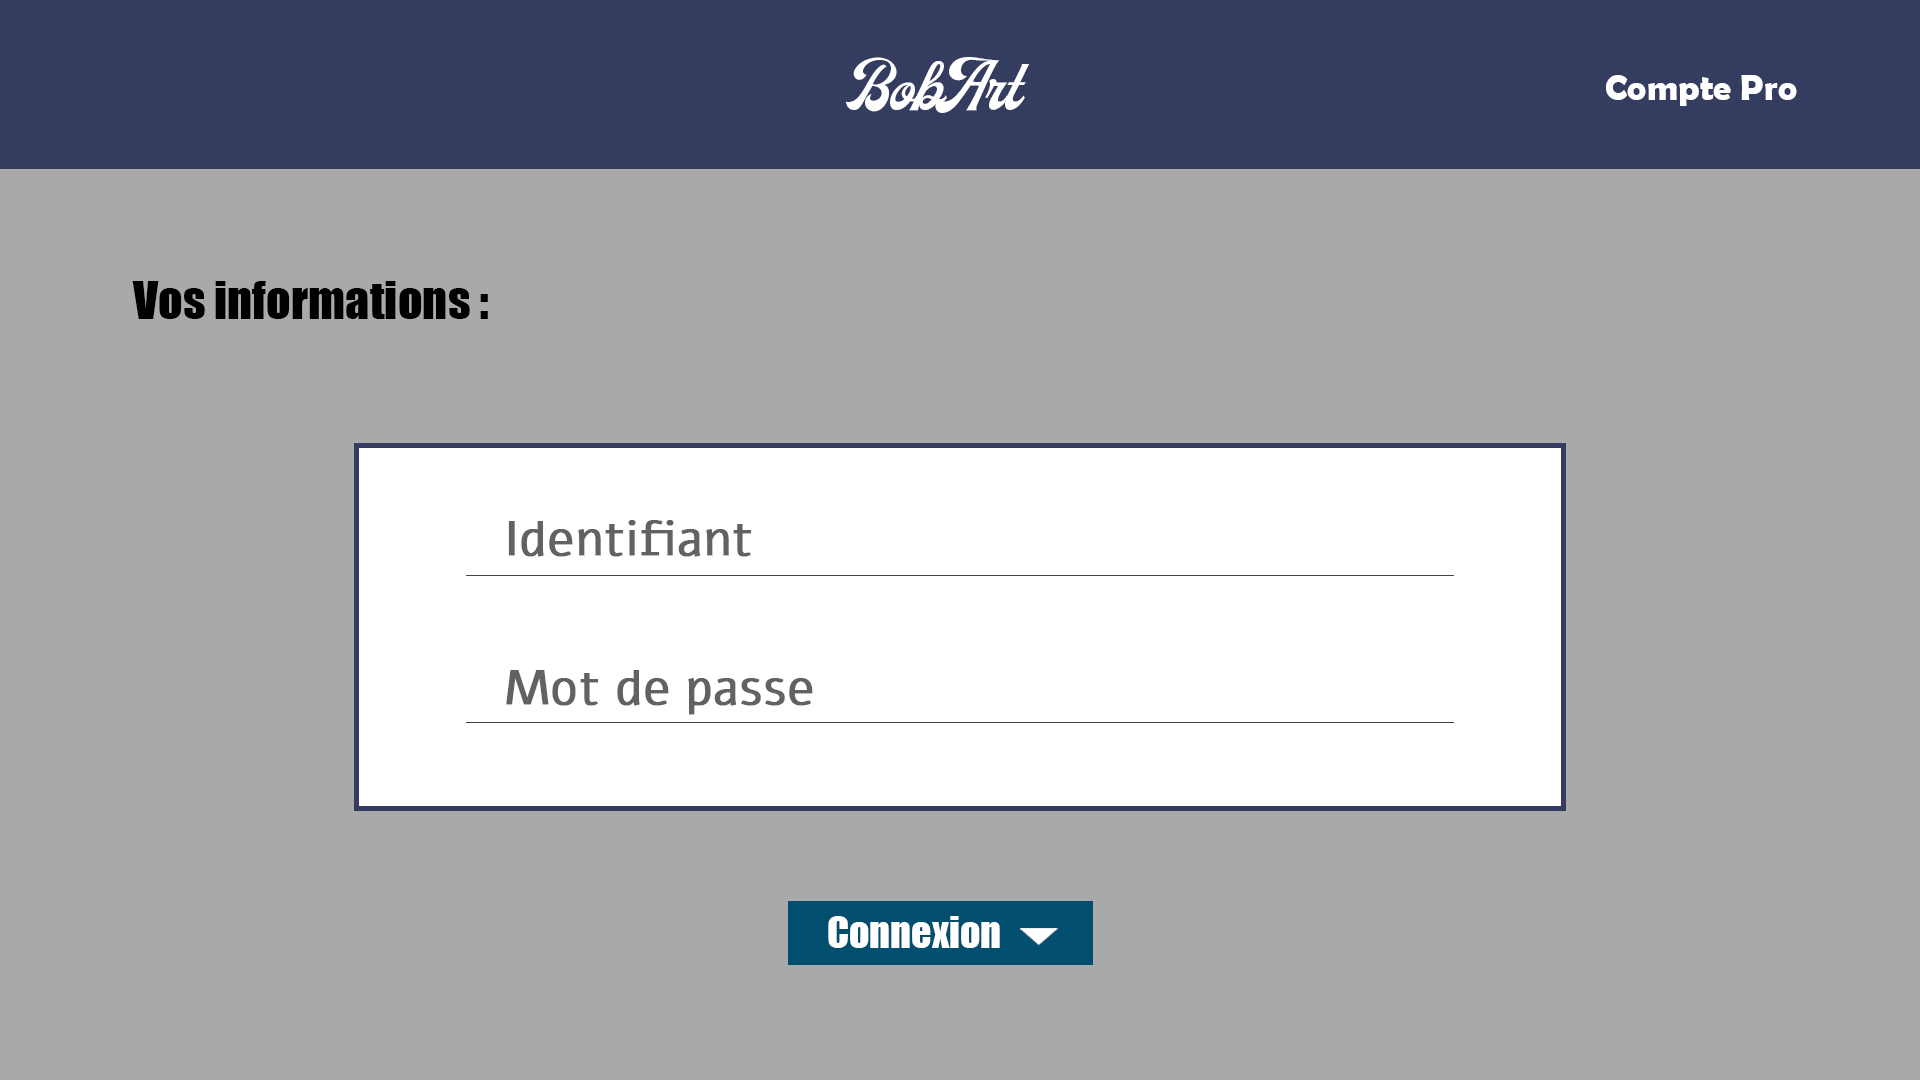 BobArt
Compte Pro
Vos informations :
Identifiant
Mot de passe
Connexion